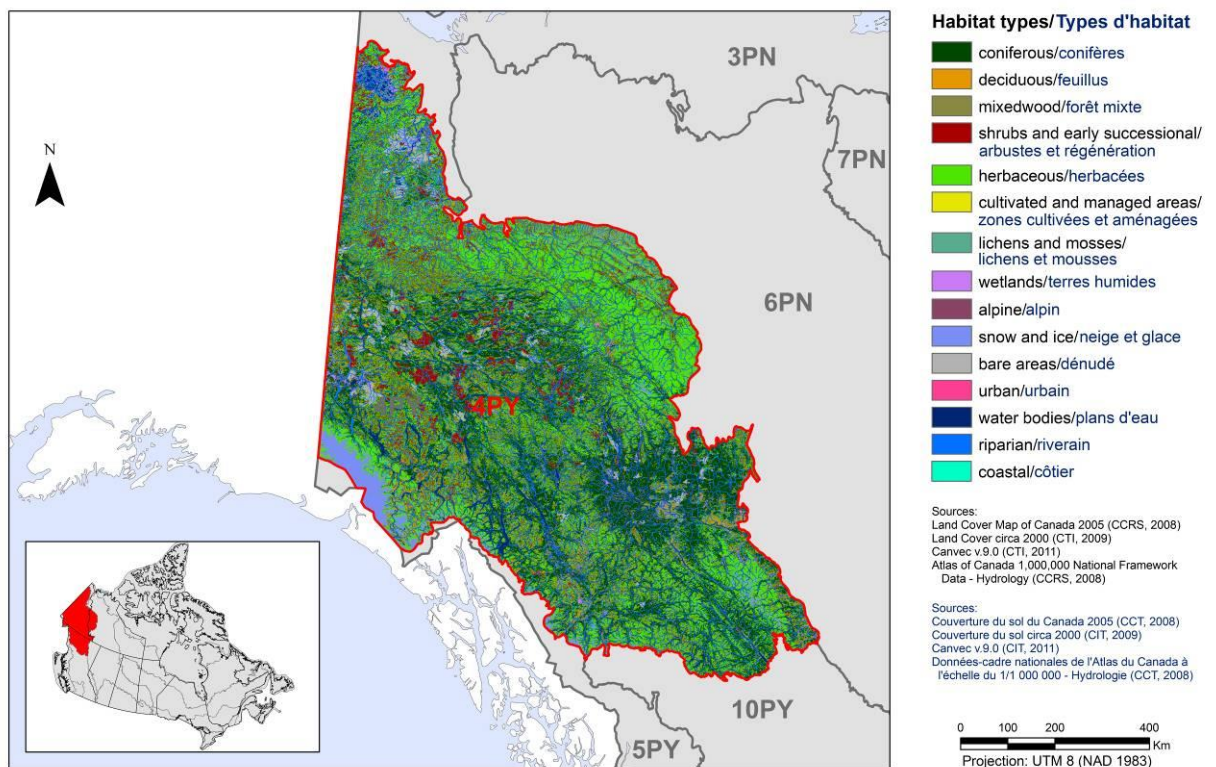 3PN
7PN
N
6PN
4PY
10PY
5PY
Habitat types/Types d'habitat
coniferous/conifères
deciduous/feuillus
mixedwood/forêt mixte
shrubs and early successional/
arbustes et régénération
herbaceous/herbacées
cultivated and managed areas/
zones cultivées et aménagées
lichens and mosses/
lichens et mousses
wetlands/terres humides
alpine/alpin
snow and ice/neige et glace
bare areas/dénudé
urban/urbain
water bodies/plans d'eau
riparian/riverain
coastal/côtier
Sources:
Land Cover Map of Canada 2005 (CCRS, 2008)
Land Cover circa 2000 (CTI, 2009)
Canvec v.9.0 (CTI, 2011)
Atlas of Canada 1,000,000 National Framework
Data - Hydrology (CCRS, 2008)
Sources:
Couverture du sol du Canada 2005 (CCT, 2008)
Couverture du sol circa 2000 (CIT, 2009)
Canvec v.9.0 (CIT, 2011)
Données-cadre nationales de l'Atlas du Canada à
l'échelle du 1/1 000 000 - Hydrologie (CCT, 2008)
0 100 200 400
Km
Projection: UTM 8 (NAD 1983)